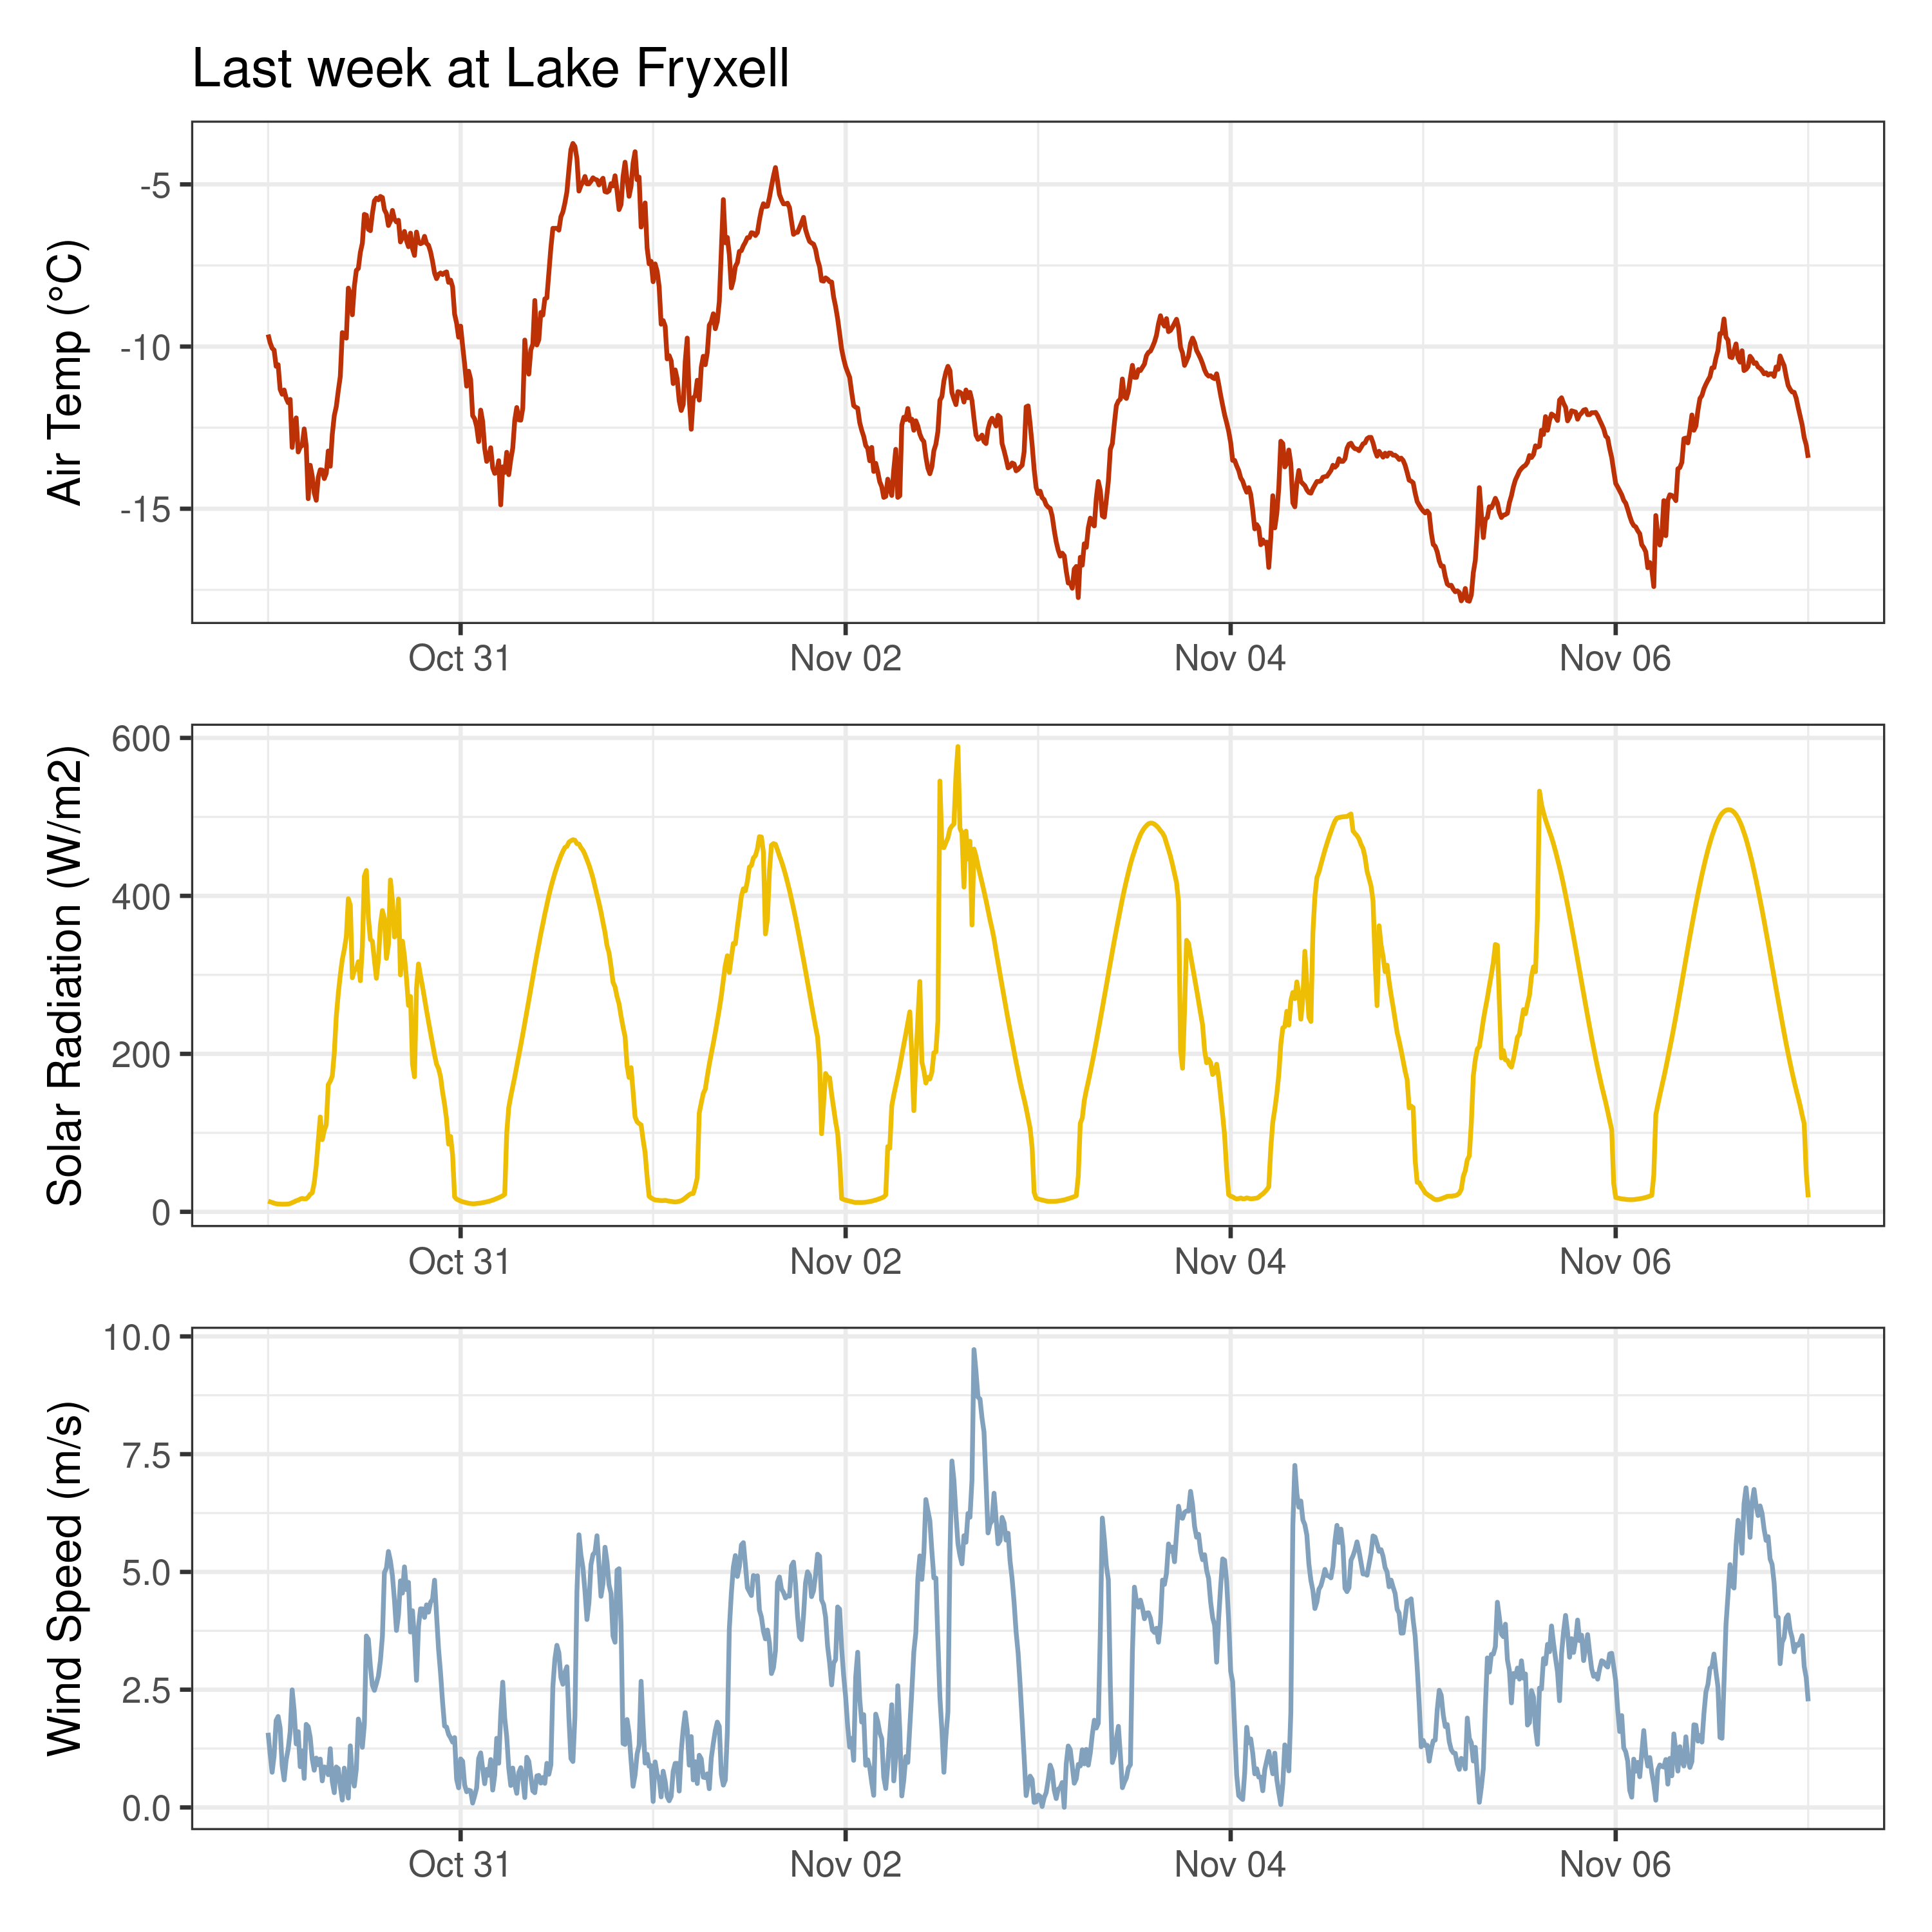 Last week at Lake Fryxell
Air Temp (°C)
-5
-10
-15
Oct 31
Nov 02
Nov 04
Nov 06
Solar Radiation (W/m2)
600
400
200
0
Oct 31
Nov 02
Nov 04
Nov 06
Wind Speed (m/s)
10.0
7.5
5.0
2.5
0.0
Oct 31
Nov 02
Nov 04
Nov 06